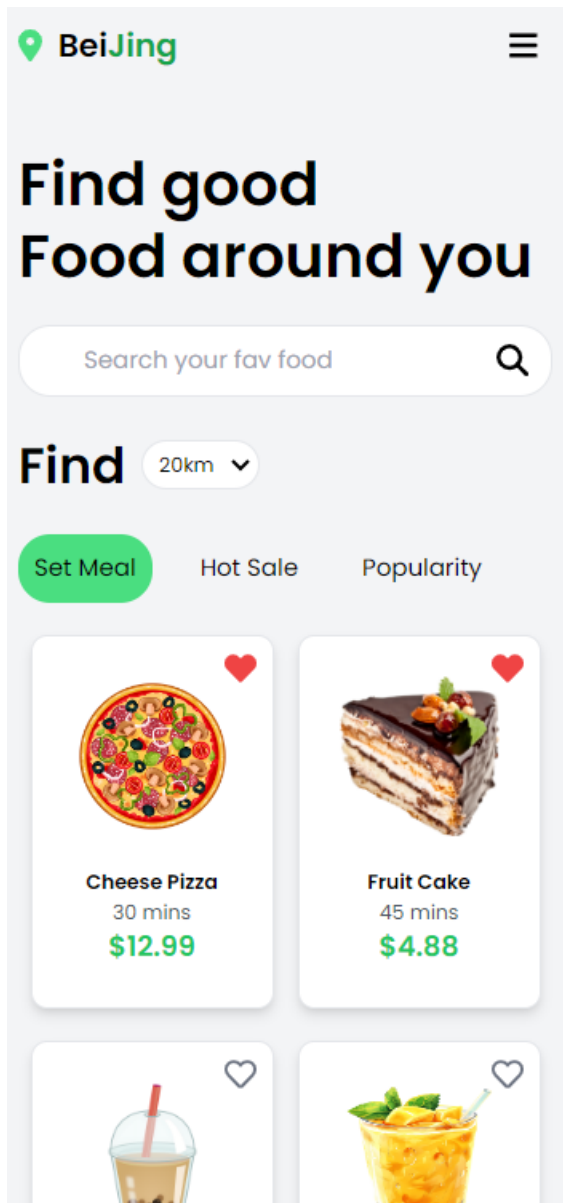 BeiJing
Find good
Food around you
Search your fav food
Find 20km
Set Meal Hot Sale Popularity
Cheese Pizza Fruit Cake
30 mins 45 mins
$12.99 $4.88